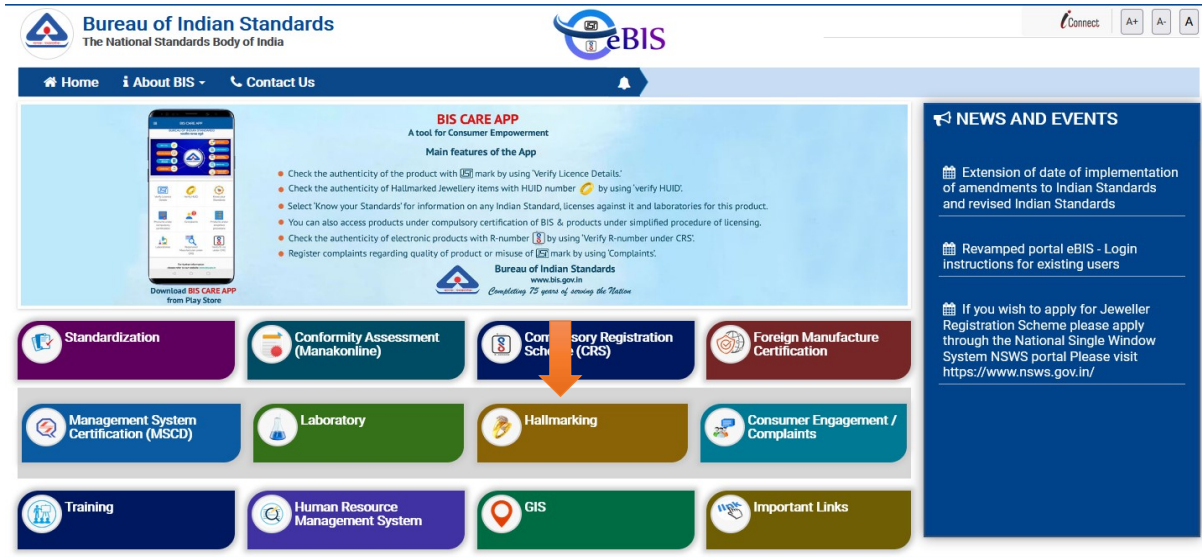 Bureau of Indian Standards
The National Standards Body of India
eBIS
iConnect
A+
A-
A
Home
About BIS
Contact Us
BIS CARE APP
A tool for Consumer Empowerment
Main features of the App
Check the authenticity of the product with ISI mark by using 'Verify Licence Details.'
Check the authenticity of Hallmarked Jewellery items with HUID number by using 'verify HUID'.
Select 'Know your Standards' for information on any Indian Standard, licenses against it and laboratories for this product.
You can also access products under compulsory certification of BIS & products under simplified procedure of licensing.
Check the authenticity of electronic products with R-number by using 'Verify R-number under CRS'.
Register complaints regarding quality of product or misuse of ISI mark by using 'Complaints'.
Bureau of Indian Standards
www.bis.gov.in
Completing 75 years of serving the Nation
BIS CARE APP
Download BIS CARE APP
from Play Store
NEWS AND EVENTS
Extension of date of implementation
of amendments to Indian Standards
and revised Indian Standards
Revamped portal eBIS - Login
instructions for existing users
If you wish to apply for Jeweller
Registration Scheme please apply
through the National Single Window
System NSWS portal Please visit
https://www.nsws.gov.in/
Standardization
Conformity Assessment
(Manakonline)
sory Registration
(CRS)
Foreign Manufacture
Certification
Management System
Certification (MSCD)
Laboratory
Hallmarking
Consumer Engagement /
Complaints
Training
Human Resource
Management System
GIS
Important Links